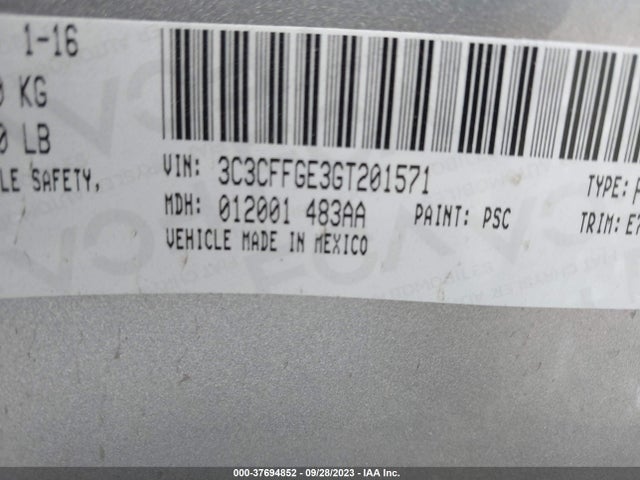 1-16
KG
LB
LE SAFETY,
VIN: 3C3CFFGE3GT201571
TYPE:
MDH: 012001 483AA
PAINT: PSC
TRIM: E7
VEHICLE MADE IN MEXICO
000-37694852 | 09/28/2023 - IAA Inc.